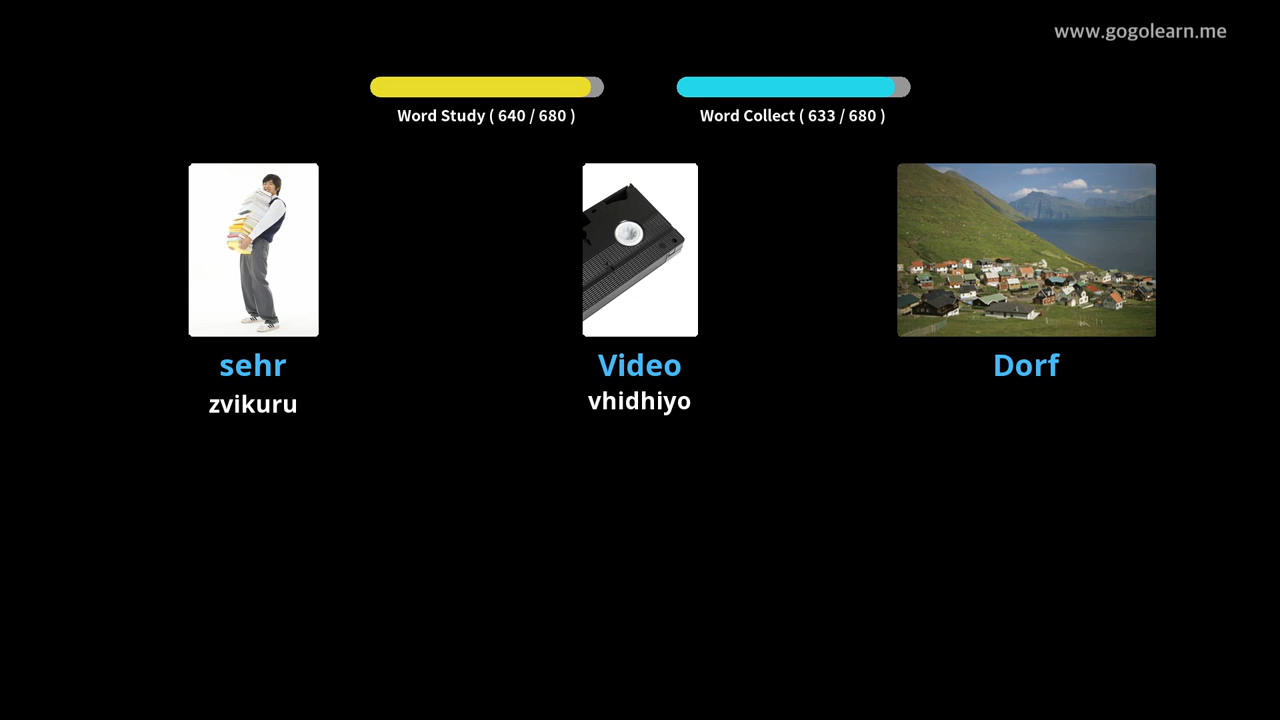 www.gogolearn.me
Word Study ( 640 / 680 )
Word Collect ( 633 / 680 )
sehr
zvikuru
Video
vhidhiyo
Dorf